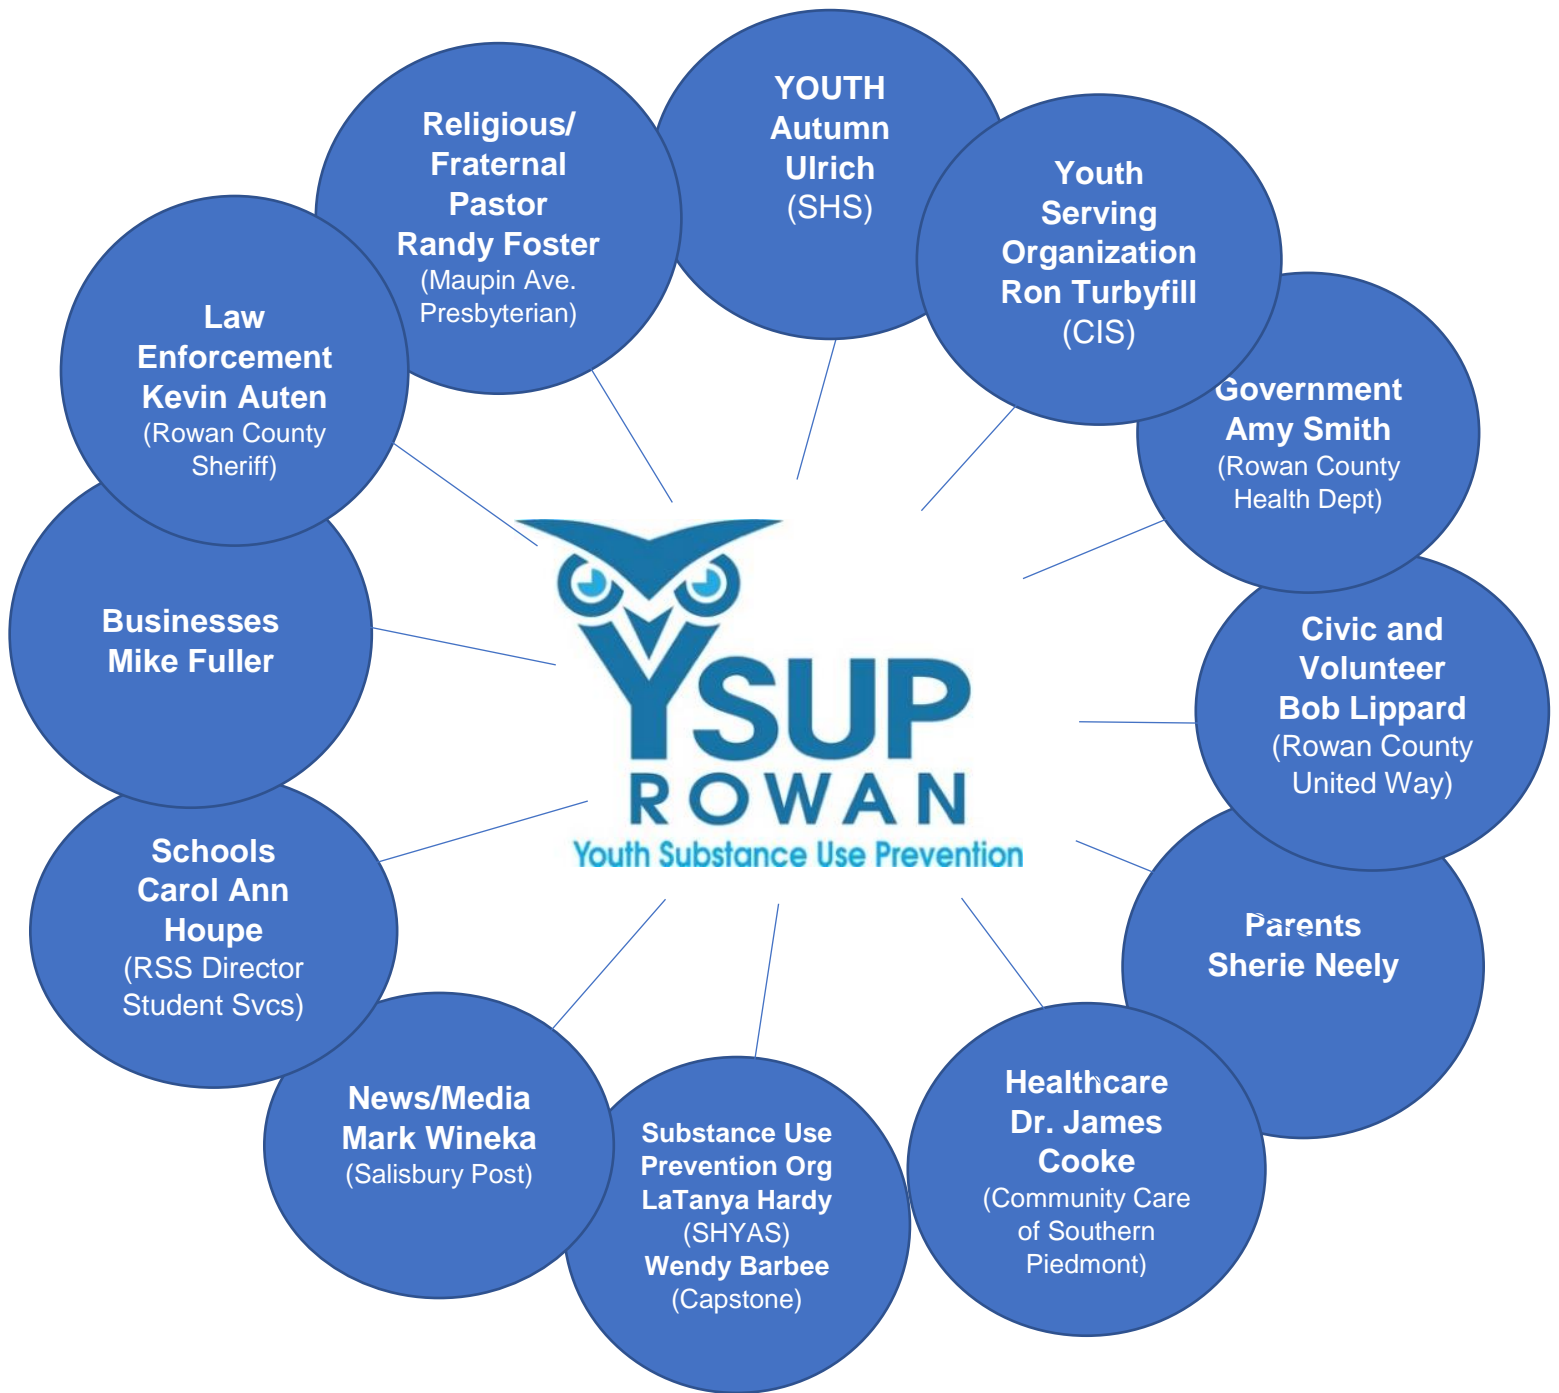 YOUTH
Autumn
Ulrich
(SHS)
Youth
Serving
Organization
Ron Turbyfill
(CIS)
Government
Amy Smith
(Rowan County
Health Dept)
Civic and
Volunteer
Bob Lippard
(Rowan County
United Way)
Parents
Sherie Neely
Healthcare
Dr. James
Cooke
(Community Care
of Southern
Piedmont)
Substance Use
Prevention Org
LaTanya Hardy
(SHYAS)
Wendy Barbee
(Capstone)
News/Media
Mark Wineka
(Salisbury Post)
Schools
Carol Ann
Houpe
(RSS Director
Student Svcs)
Businesses
Mike Fuller
Law
Enforcement
Kevin Auten
(Rowan County
Sheriff)
Religious/
Fraternal
Pastor
Randy Foster
(Maupin Ave.
Presbyterian)
YSUP
ROWAN
Youth Substance Use Prevention